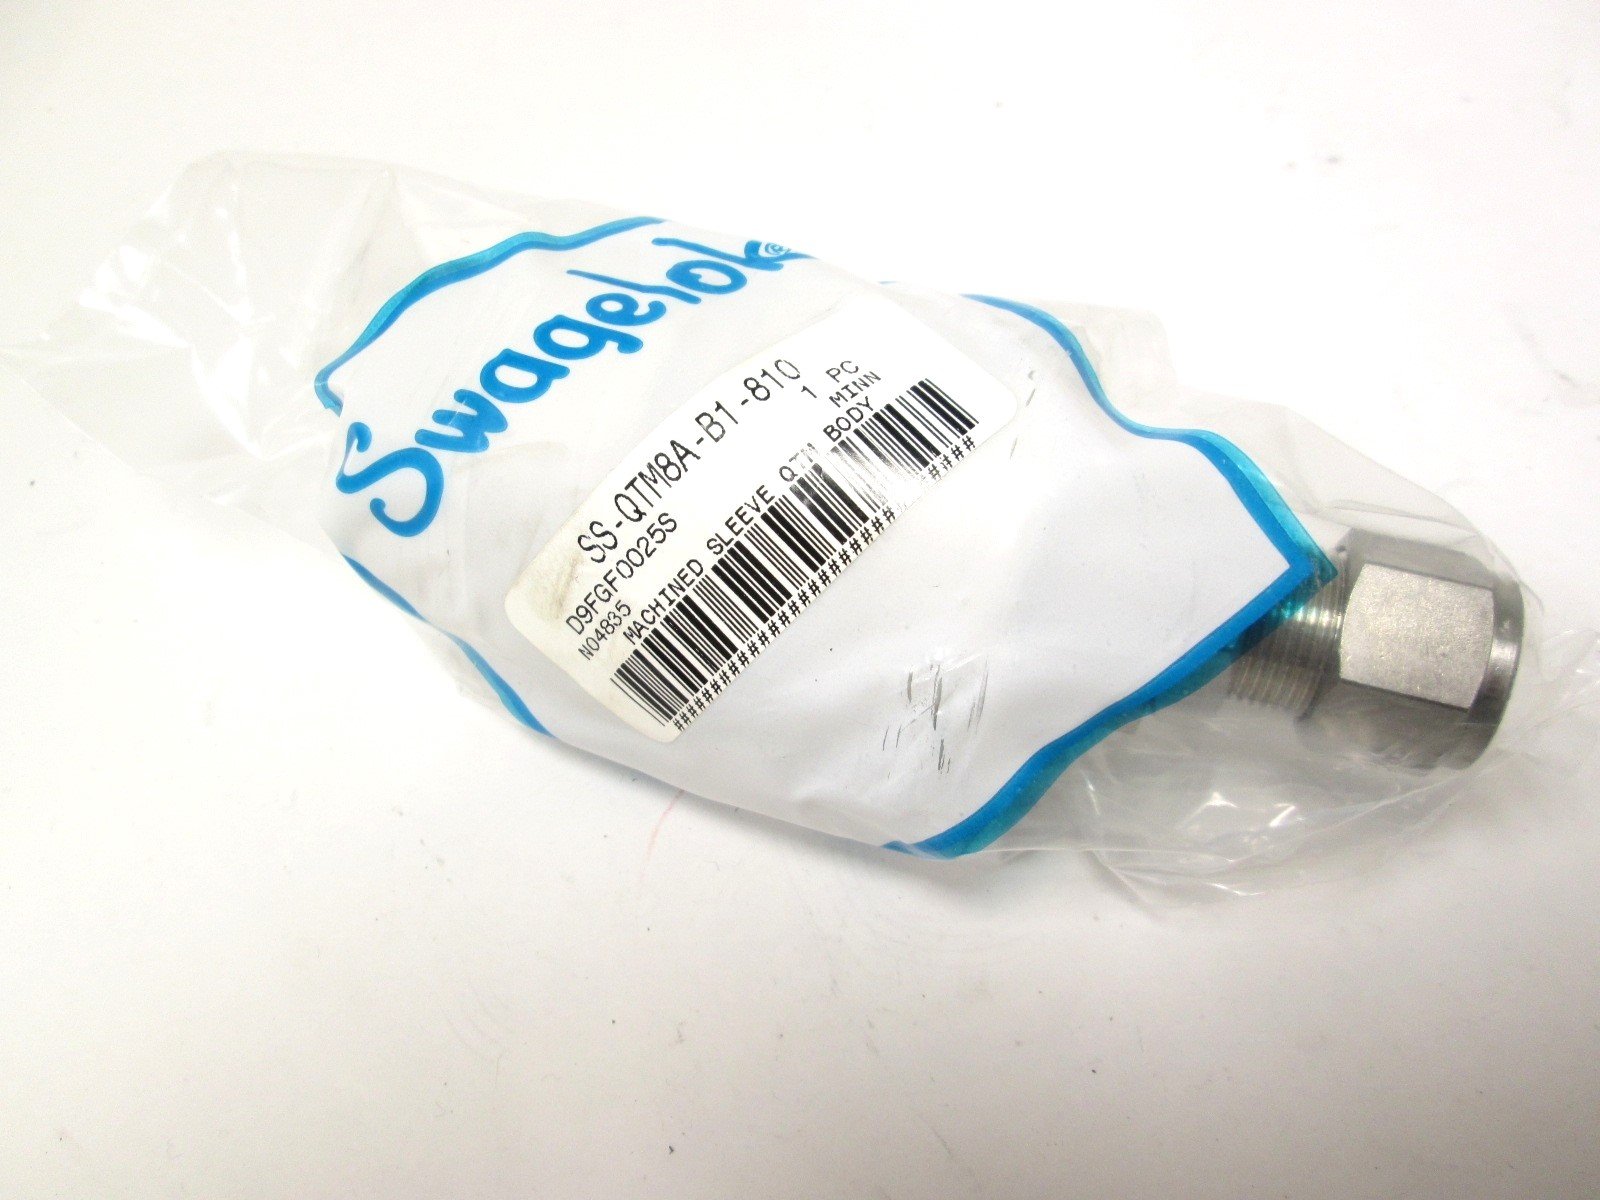 Swagelok®
SS-QTM8A-B1-810
D9FGF0025S 1 PC
N04835 MINN
MACHINED SLEEVE QTM BODY
####################################